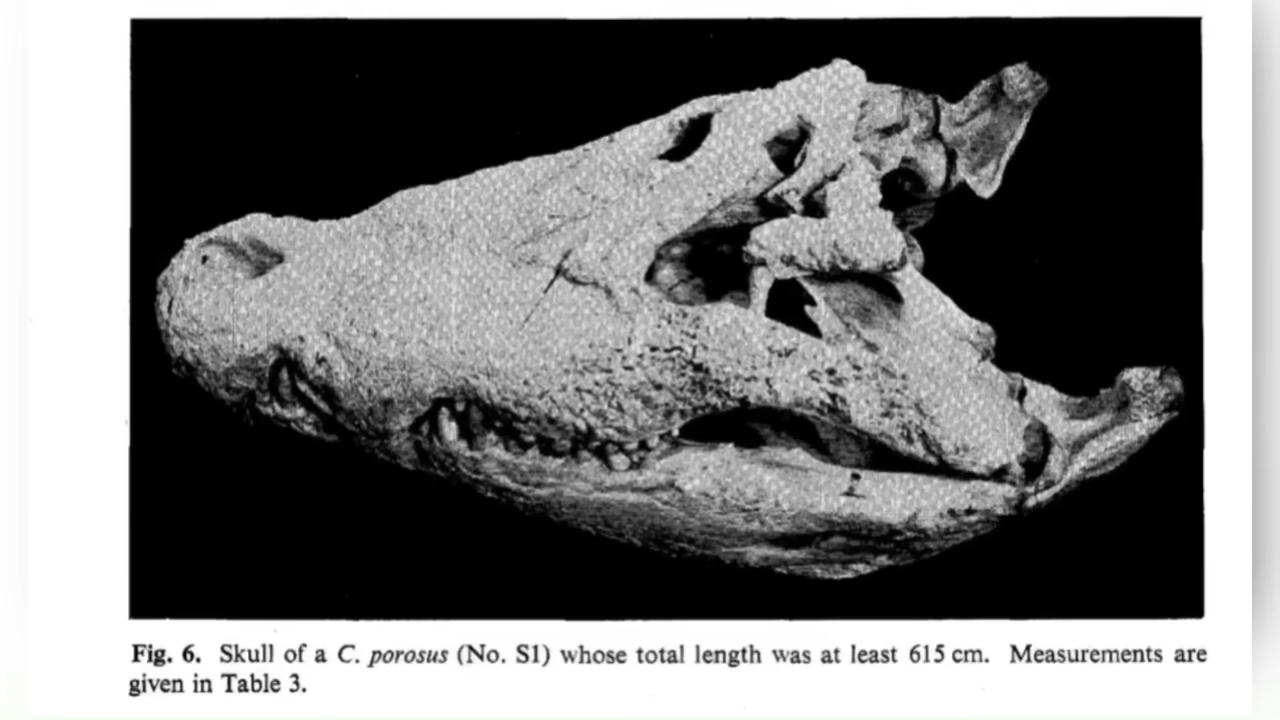 Fig. 6. Skull of a C. porosus (No. S1) whose total length was at least 615 cm. Measurements are
given in Table 3.